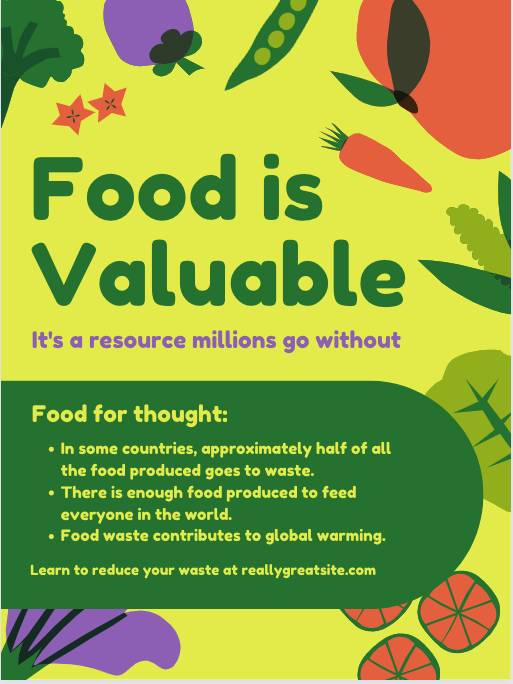 Food is
Valuable
It's a resource millions go without
Food for thought:
• In some countries, approximately half of all
the food produced goes to waste.
• There is enough food produced to feed
everyone in the world.
• Food waste contributes to global warming.
Learn to reduce your waste at reallygreatsite.com